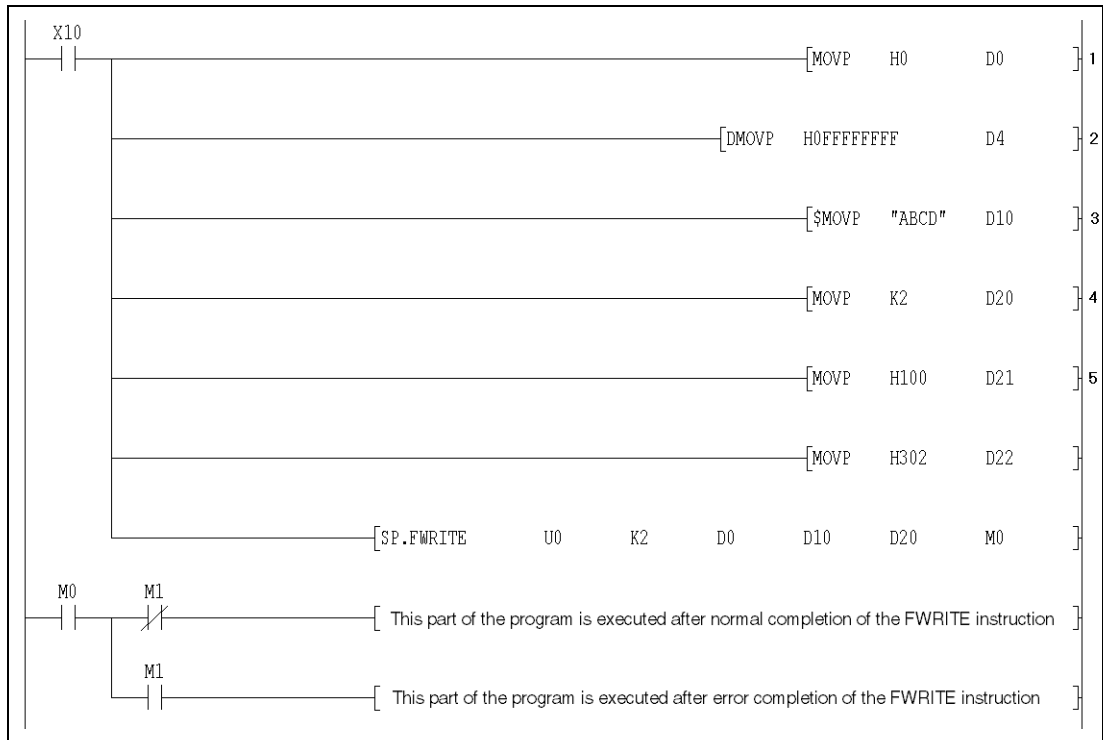 X10
[MOVP H0 D0 ] 1
[DMOVP H0FFFFFFFF D4 ] 2
[$MOVP "ABCD" D10 ] 3
[MOVP K2 D20 ] 4
[MOVP H100 D21 ] 5
[MOVP H302 D22 ]
[SP.FWRITE U0 K2 D0 D10 D20 M0 ]
M0 M1
[ This part of the program is executed after normal completion of the FWRITE instruction ]
M1
[ This part of the program is executed after error completion of the FWRITE instruction ]